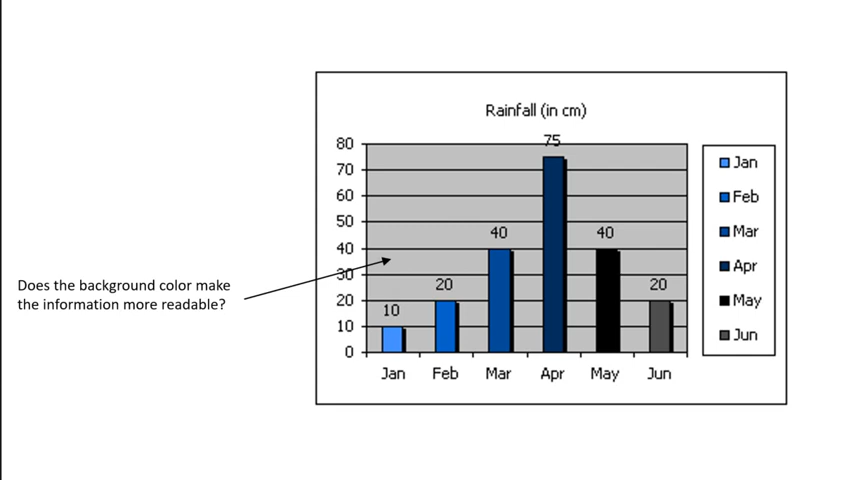 Rainfall (in cm)
80
70
60
50
40
30
20
10
0
10
20
40
75
40
20
Jan
Feb
Mar
Apr
May
Jun
Jan
Feb
Mar
Apr
May
Jun
Does the background color make
the information more readable?